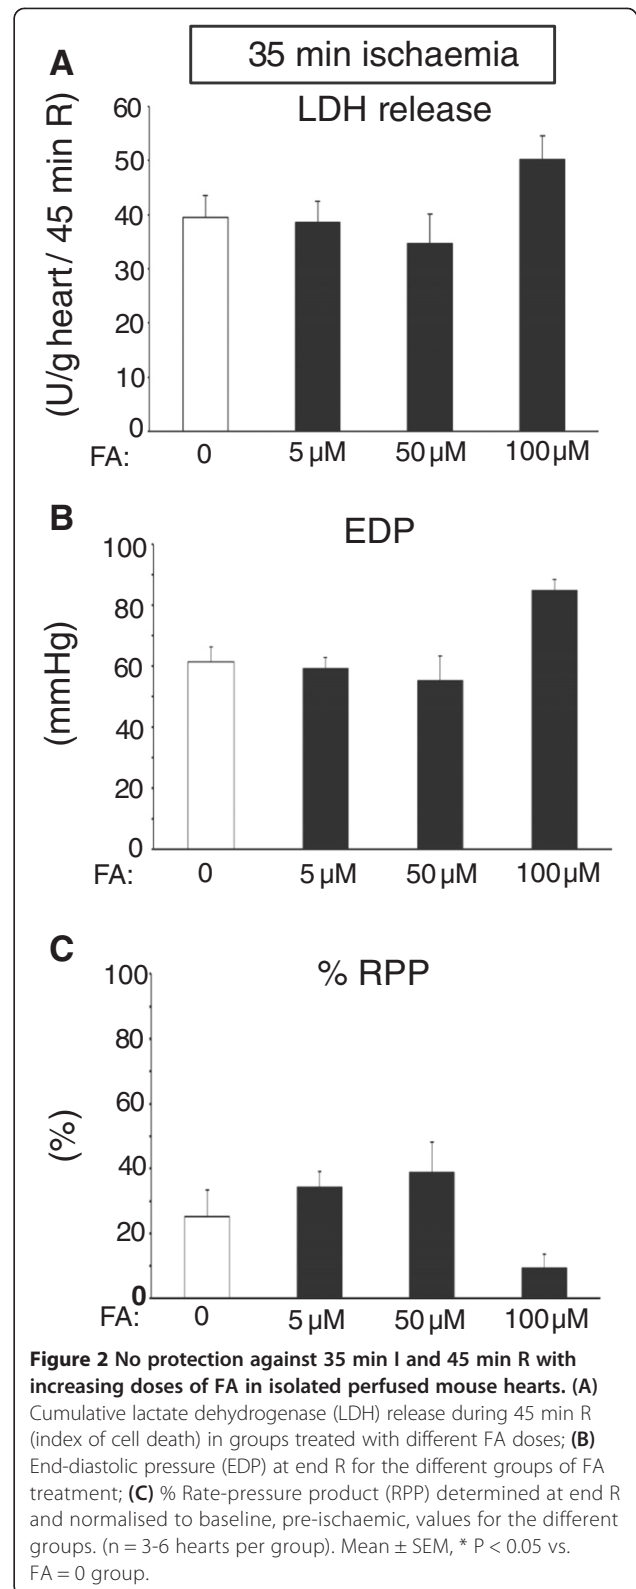 35 min ischaemia
A
LDH release
(U/g heart / 45 min R)
60
50
40
30
20
10
0
FA: 0 5 µM 50 µM 100 µM
B
EDP
(mmHg)
100
80
60
40
20
0
FA: 0 5 µM 50 µM 100 µM
C
% RPP
(%)
100
80
60
40
20
0
FA: 0 5 µM 50 µM 100 µM
Figure 2 No protection against 35 min I and 45 min R with
increasing doses of FA in isolated perfused mouse hearts. (A)
Cumulative lactate dehydrogenase (LDH) release during 45 min R
(index of cell death) in groups treated with different FA doses; (B)
End-diastolic pressure (EDP) at end R for the different groups of FA
treatment; (C) % Rate-pressure product (RPP) determined at end R
and normalised to baseline, pre-ischaemic, values for the different
groups. (n = 3-6 hearts per group). Mean ± SEM, * P < 0.05 vs.
FA = 0 group.